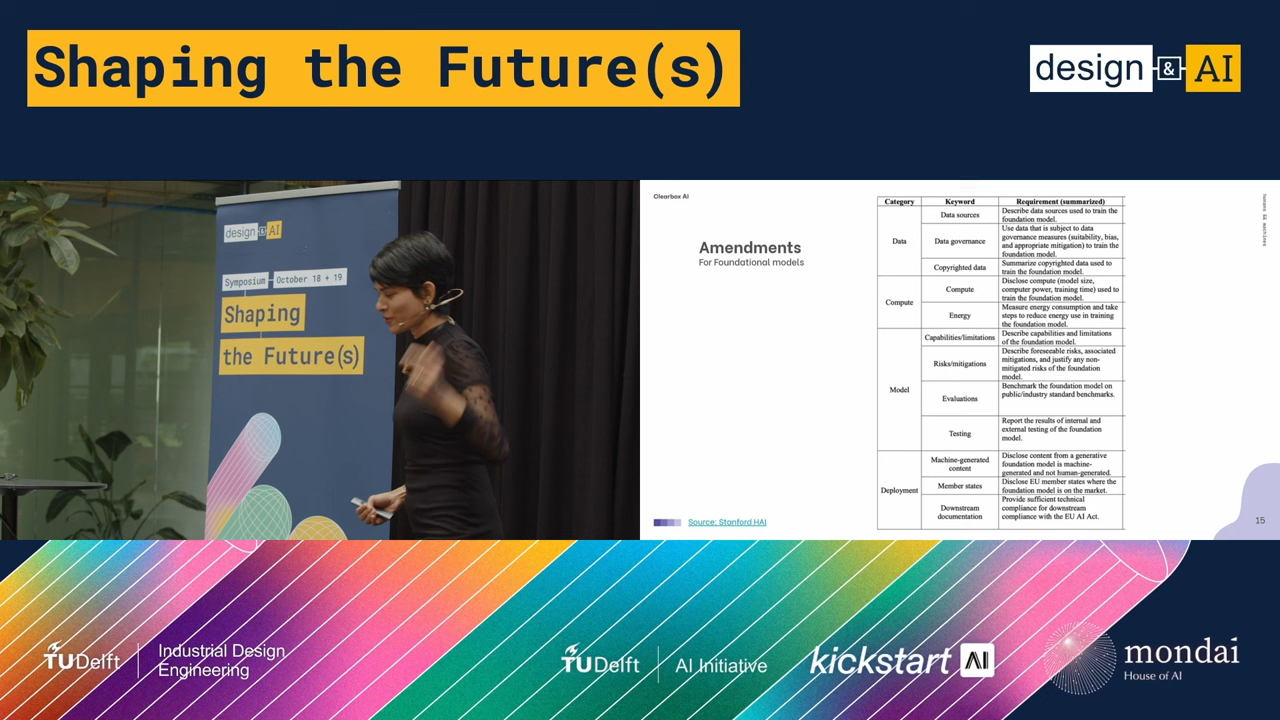 Shaping the Future(s)
design & AI
design & AI
Symposium October 18 + 19
Shaping
the Future(s)
Clearbox AI
Amendments
For Foundational models
Category Keyword Requirement (summarized)
Data
Data sources
Describe data sources used to train the
foundation model.
Data governance
Use data that is subject to data
governance measures (suitability, bias,
and appropriate mitigation) to train the
foundation model.
Copyrighted data
Summarize copyrighted data used to
train the foundation model.
Compute
Compute
Disclose compute (model size,
computer power, training time) used to
train the foundation model.
Energy
Measure energy consumption and take
steps to reduce energy use in training
the foundation model.
Model
Capabilities/limitations
Describe capabilities and limitations
of the foundation model.
Risks/mitigations
Describe foreseeable risks, associated
mitigations, and justify any non-
mitigated risks of the foundation
model.
Evaluations
Benchmark the foundation model on
public/industry standard benchmarks.
Testing
Report the results of internal and
external testing of the foundation
model.
Deployment
Machine-generated
content
Disclose content from a generative
foundation model is machine-
generated and not human-generated.
Member states
Disclose EU member states where the
foundation model is on the market.
Downstream
documentation
Provide sufficient technical
compliance for downstream
compliance with the EU AI Act.
Source: Stanford HAI
15
TUDelft
Industrial Design
Engineering
TUDelft
AI Initiative
kickstart AI
mondai
House of AI